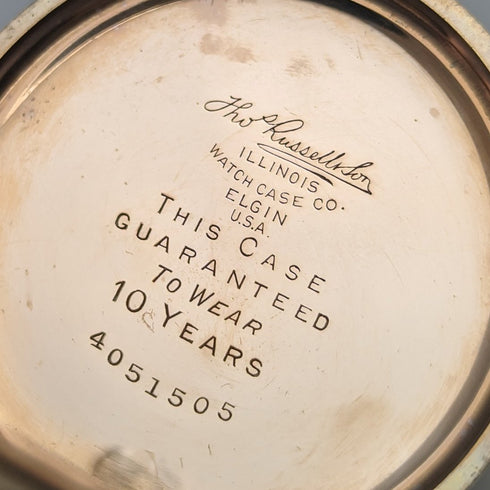 Thos Russell & Son
ILLINOIS
WATCH CASE CO.
ELGIN
U.S.A.
THIS CASE
GUARANTEED
TO WEAR
10 YEARS
4051505